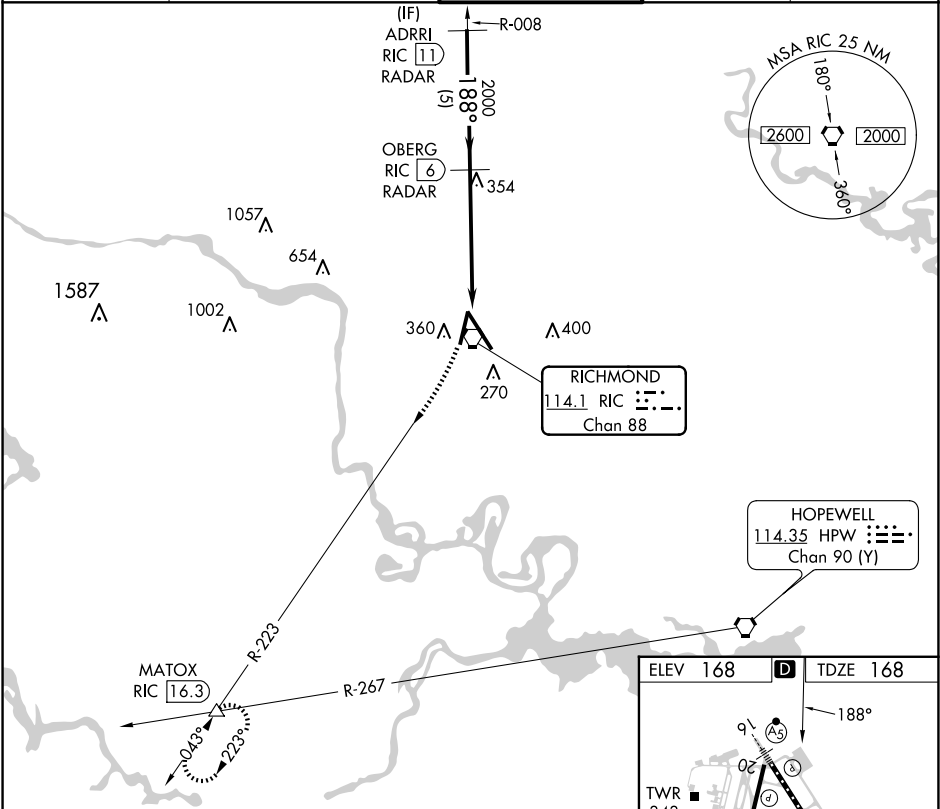 (IF)
ADRRI
RIC 11
RADAR
R-008
2000
188°
(5)
OBERG
RIC 6
RADAR
354
MSA RIC 25 NM
180°
2600
2000
360°
1057
654
1587
1002
360
400
270
RICHMOND
114.1 RIC
Chan 88
HOPEWELL
114.35 HPW
Chan 90 (Y)
R-223
R-267
MATOX
RIC 16.3
043°
223°
ELEV 168 D TDZE 168
188°
A5
16
20
P
P
TWR